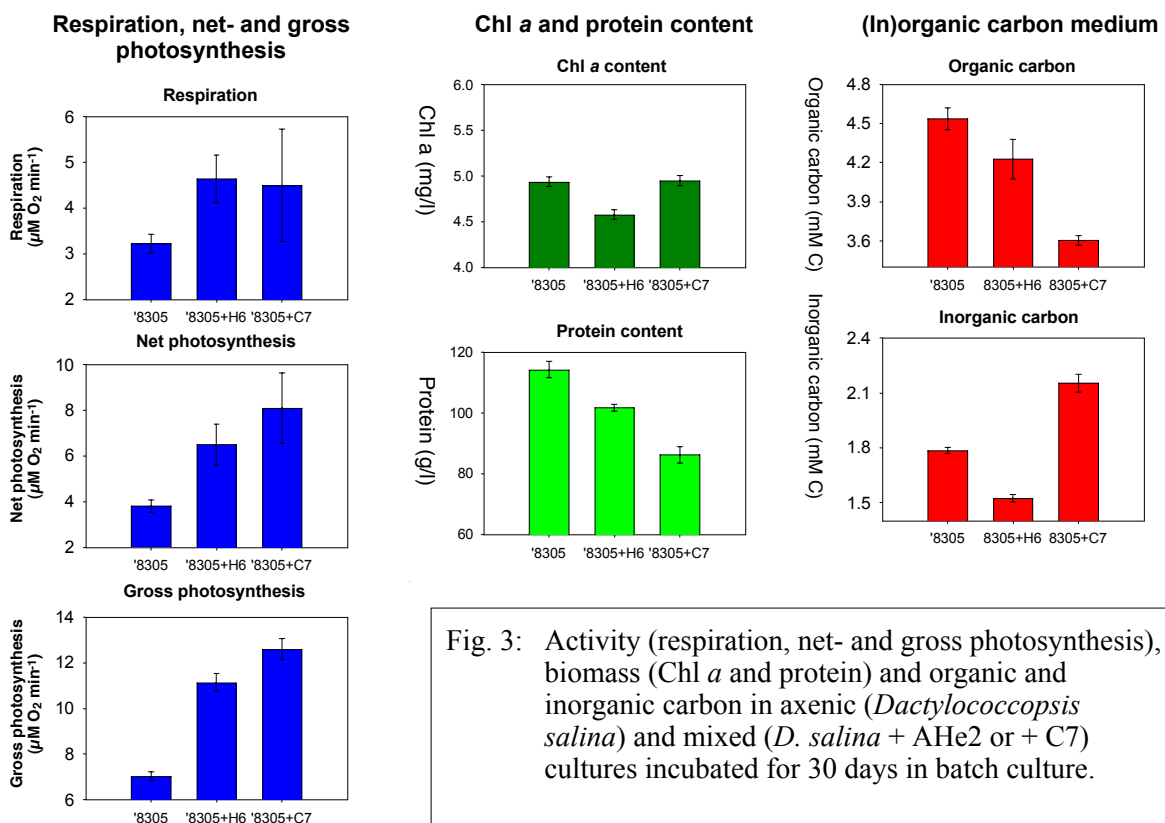 Respiration, net- and gross
photosynthesis
Respiration
Respiration
(µM O2 min-1)
6
5
4
3
2
'8305 '8305+H6 '8305+C7
Net photosynthesis
Net photosynthesis
(µM O2 min-1)
10
8
6
4
2
'8305 '8305+H6 '8305+C7
Gross photosynthesis
Gross photosynthesis
(µM O2 min-1)
14
12
10
8
6
'8305 '8305+H6 '8305+C7
Chl a and protein content
Chl a content
Chl a (mg/l)
6.0
5.5
5.0
4.5
4.0
'8305 '8305+H6 '8305+C7
Protein content
Protein (g/l)
120
100
80
60
'8305 '8305+H6 '8305+C7
(In)organic carbon medium
Organic carbon
Organic carbon (mM C)
4.8
4.5
4.2
3.9
3.6
'8305 '8305+H6 8305+C7
Inorganic carbon
Inorganic carbon (mM C)
2.4
2.1
1.8
1.5
'8305 '8305+H6 '8305+C7
Fig. 3: Activity (respiration, net- and gross photosynthesis),
biomass (Chl a and protein) and organic and
inorganic carbon in axenic (Dactylococcopsis
salina) and mixed (D. salina + AHe2 or + C7)
cultures incubated for 30 days in batch culture.